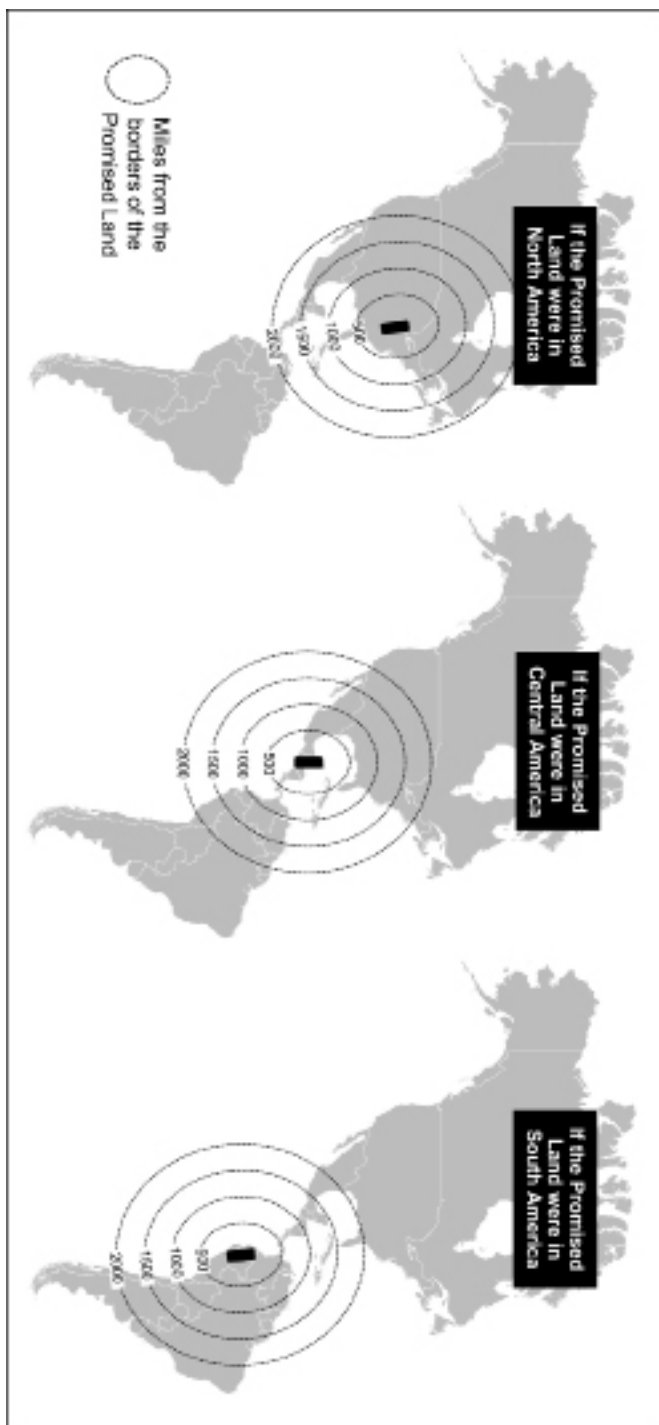 If the Promised
Land were in
North America
500
1000
1500
2000
Miles from the
borders of the
Promised Land
If the Promised
Land were in
Central America
500
1000
1500
2000
If the Promised
Land were in
South America
500
1000
1500
2000